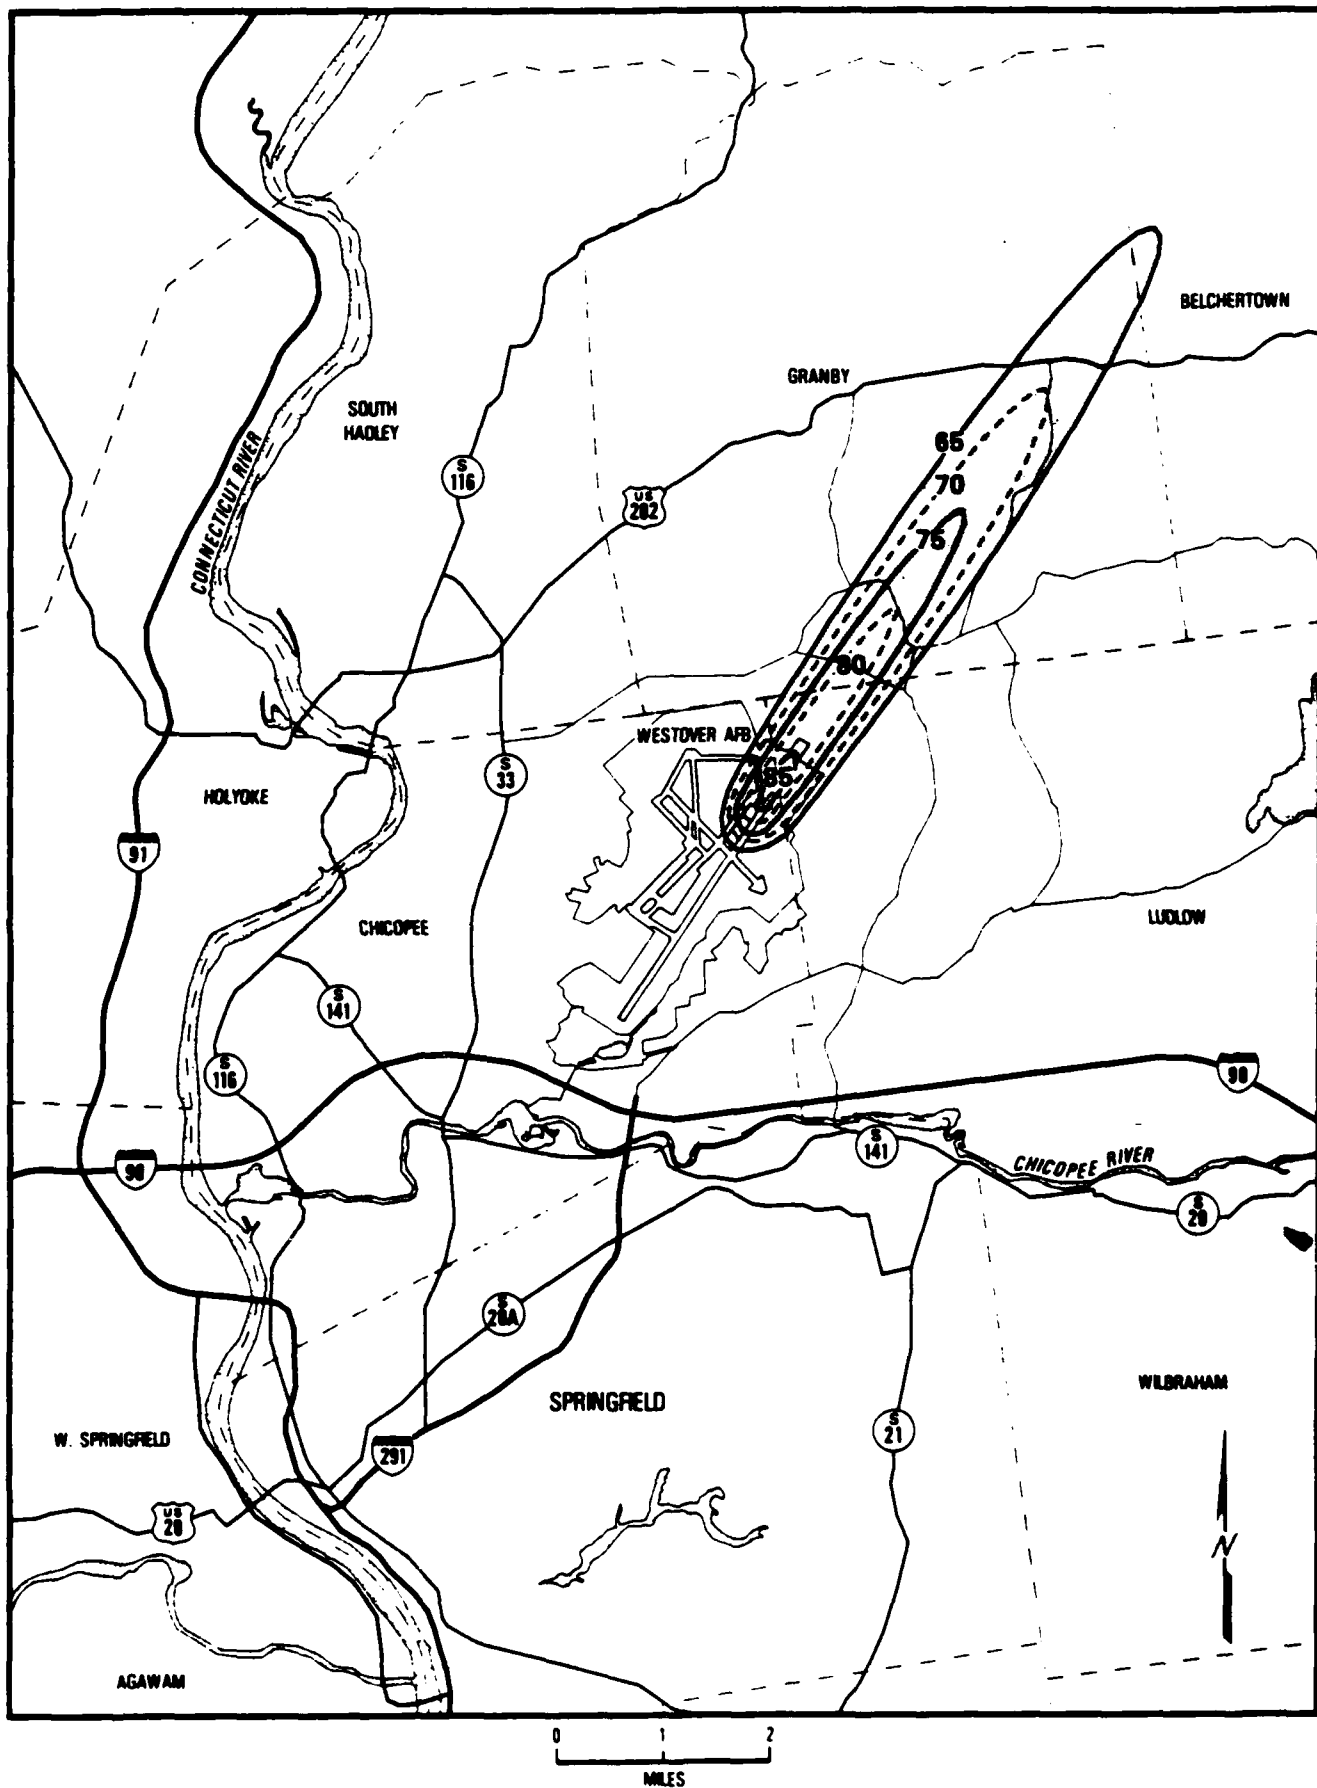 BELCHERTOWN
GRANBY
SOUTH
HADLEY
65
CONNECTICUT RIVER
S
116
70
US
202
75
80
WESTOVER AFB
S
33
85
HOLYOKE
91
CHICOPEE
LUDLOW
S
141
S
116
90
S
141
90
CHICOPEE RIVER
S
20
S
20A
WILBRAHAM
SPRINGFIELD
S
21
W. SPRINGFIELD
291
US
20
N
AGAWAM
0 1 2
MILES